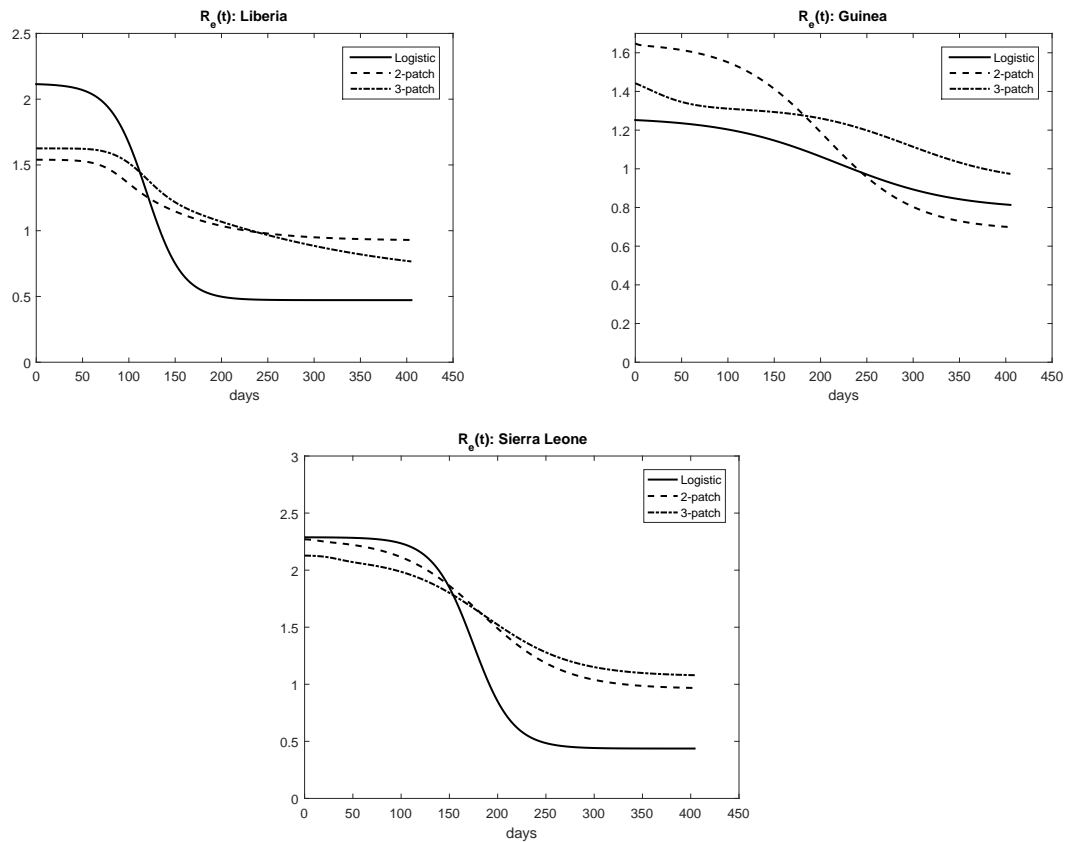 R_e(t): Liberia
2.5
2
1.5
1
0.5
0
0 50 100 150 200 250 300 350 400 450
days
Logistic
2-patch
3-patch
R_e(t): Guinea
1.6
1.4
1.2
1
0.8
0.6
0.4
0.2
0
0 50 100 150 200 250 300 350 400 450
days
Logistic
2-patch
3-patch
R_e(t): Sierra Leone
3
2.5
2
1.5
1
0.5
0
0 50 100 150 200 250 300 350 400 450
days
Logistic
2-patch
3-patch